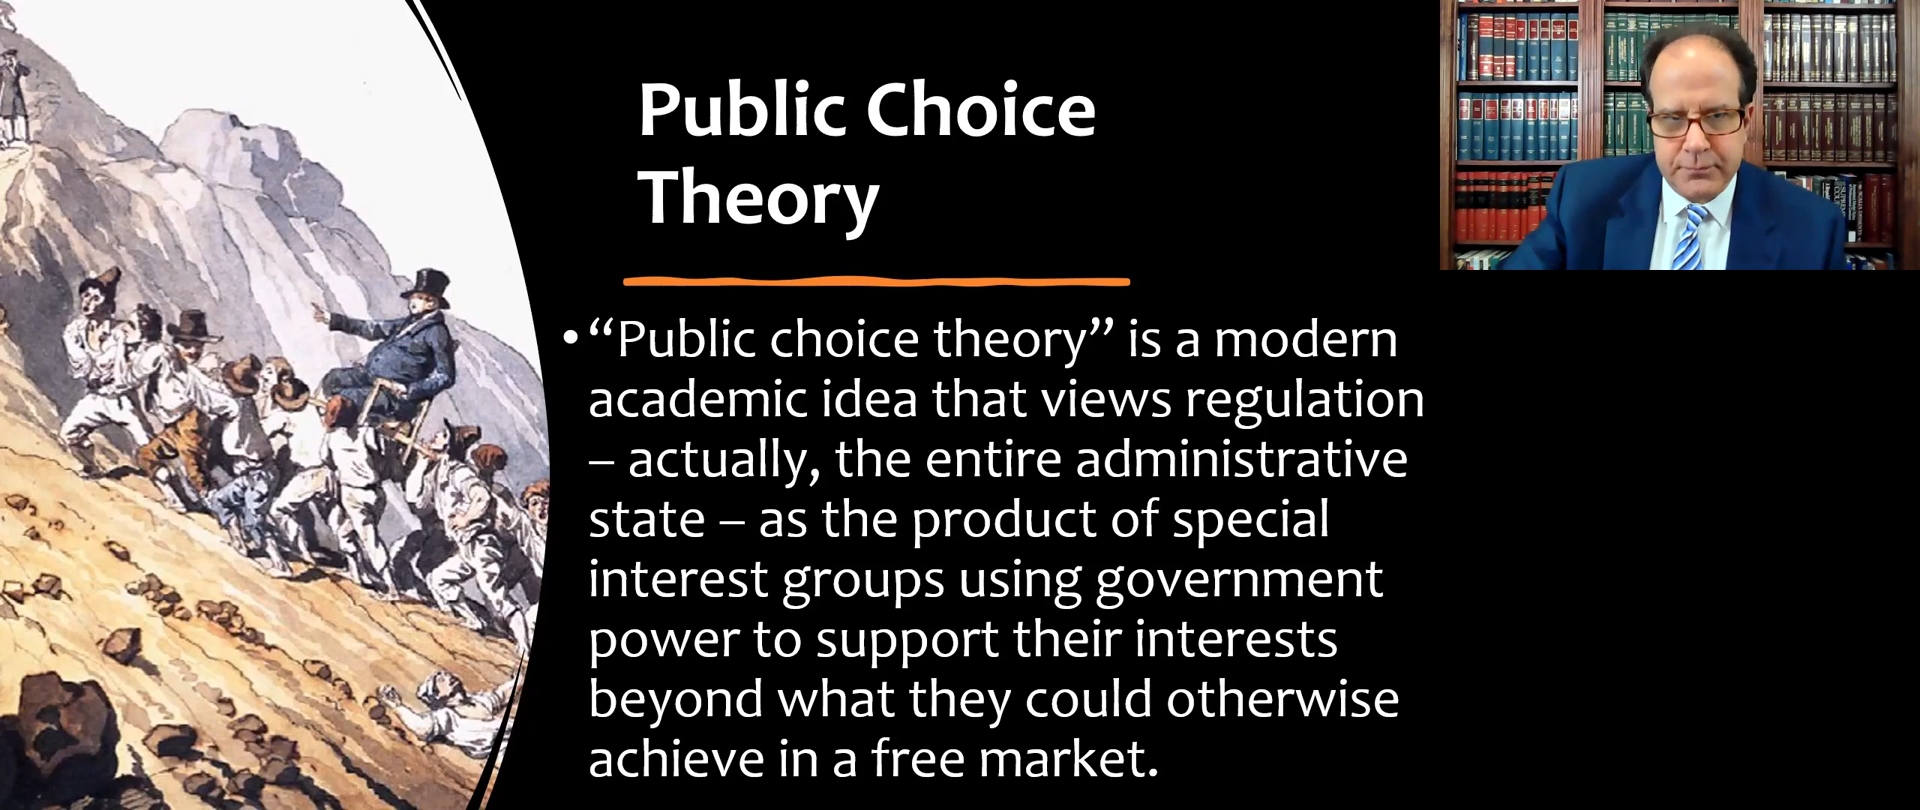 Public Choice
Theory
• “Public choice theory” is a modern
academic idea that views regulation
– actually, the entire administrative
state – as the product of special
interest groups using government
power to support their interests
beyond what they could otherwise
achieve in a free market.